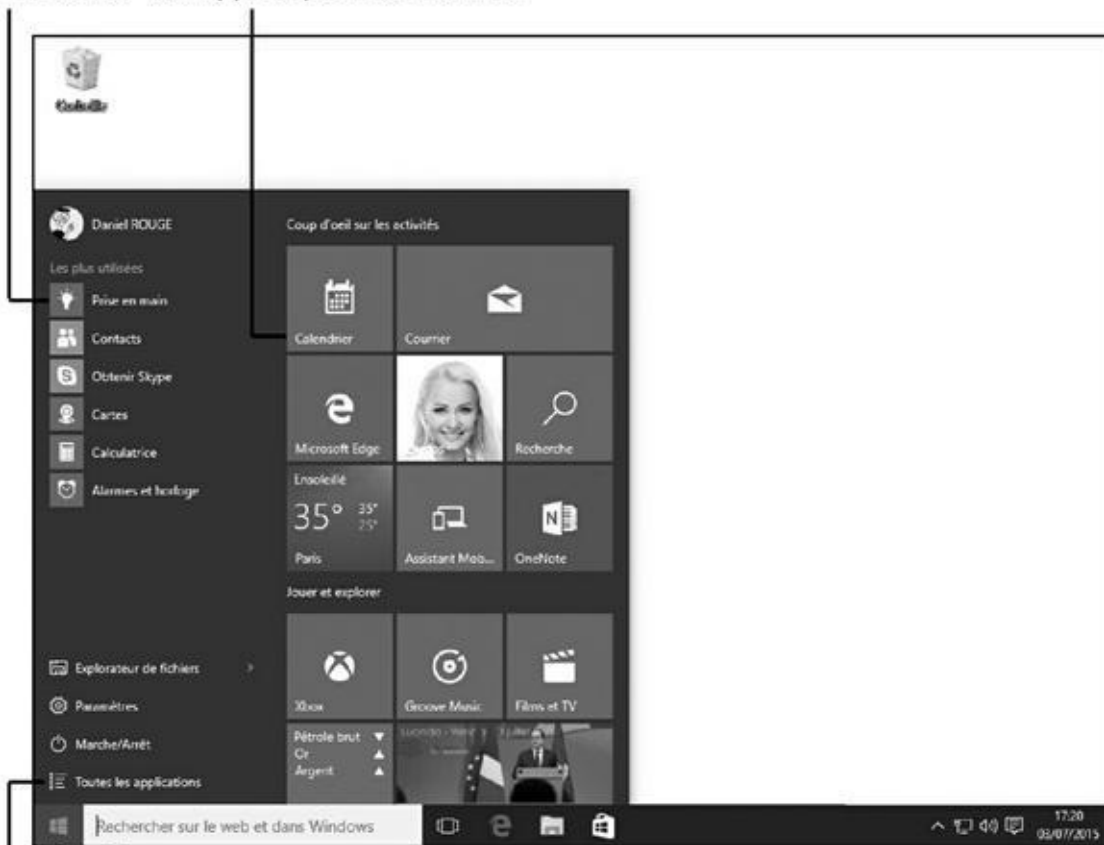 Daniel ROUGE
Les plus utilisées
Prise en main
Contacts
Obtenir Skype
Cartes
Calculatrice
Alarmes et horloge
Explorateur de fichiers
Paramètres
Marche/Arrêt
Toutes les applications
Coup d'oeil sur les activités
Calendrier
Courrier
Microsoft Edge
Recherche
Ensoleillé
35° 35°
25°
Paris
Assistant Mob...
OneNote
Jouer et explorer
Xbox
Groove Music
Films et TV
Pétrole brut ▼
Or ▲
Argent ▲
Rechercher sur le web et dans Windows
17:20
03/07/2015